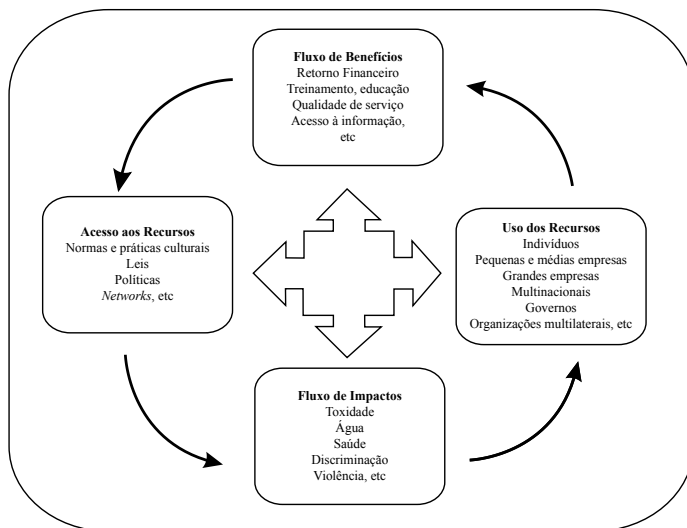 Fluxo de Benefícios
Retorno Financeiro
Treinamento, educação
Qualidade de serviço
Acesso à informação,
etc
Acesso aos Recursos
Normas e práticas culturais
Leis
Políticas
Networks, etc
Uso dos Recursos
Indivíduos
Pequenas e médias empresas
Grandes empresas
Multinacionais
Governos
Organizações multilaterais, etc
Fluxo de Impactos
Toxidade
Água
Saúde
Discriminação
Violência, etc